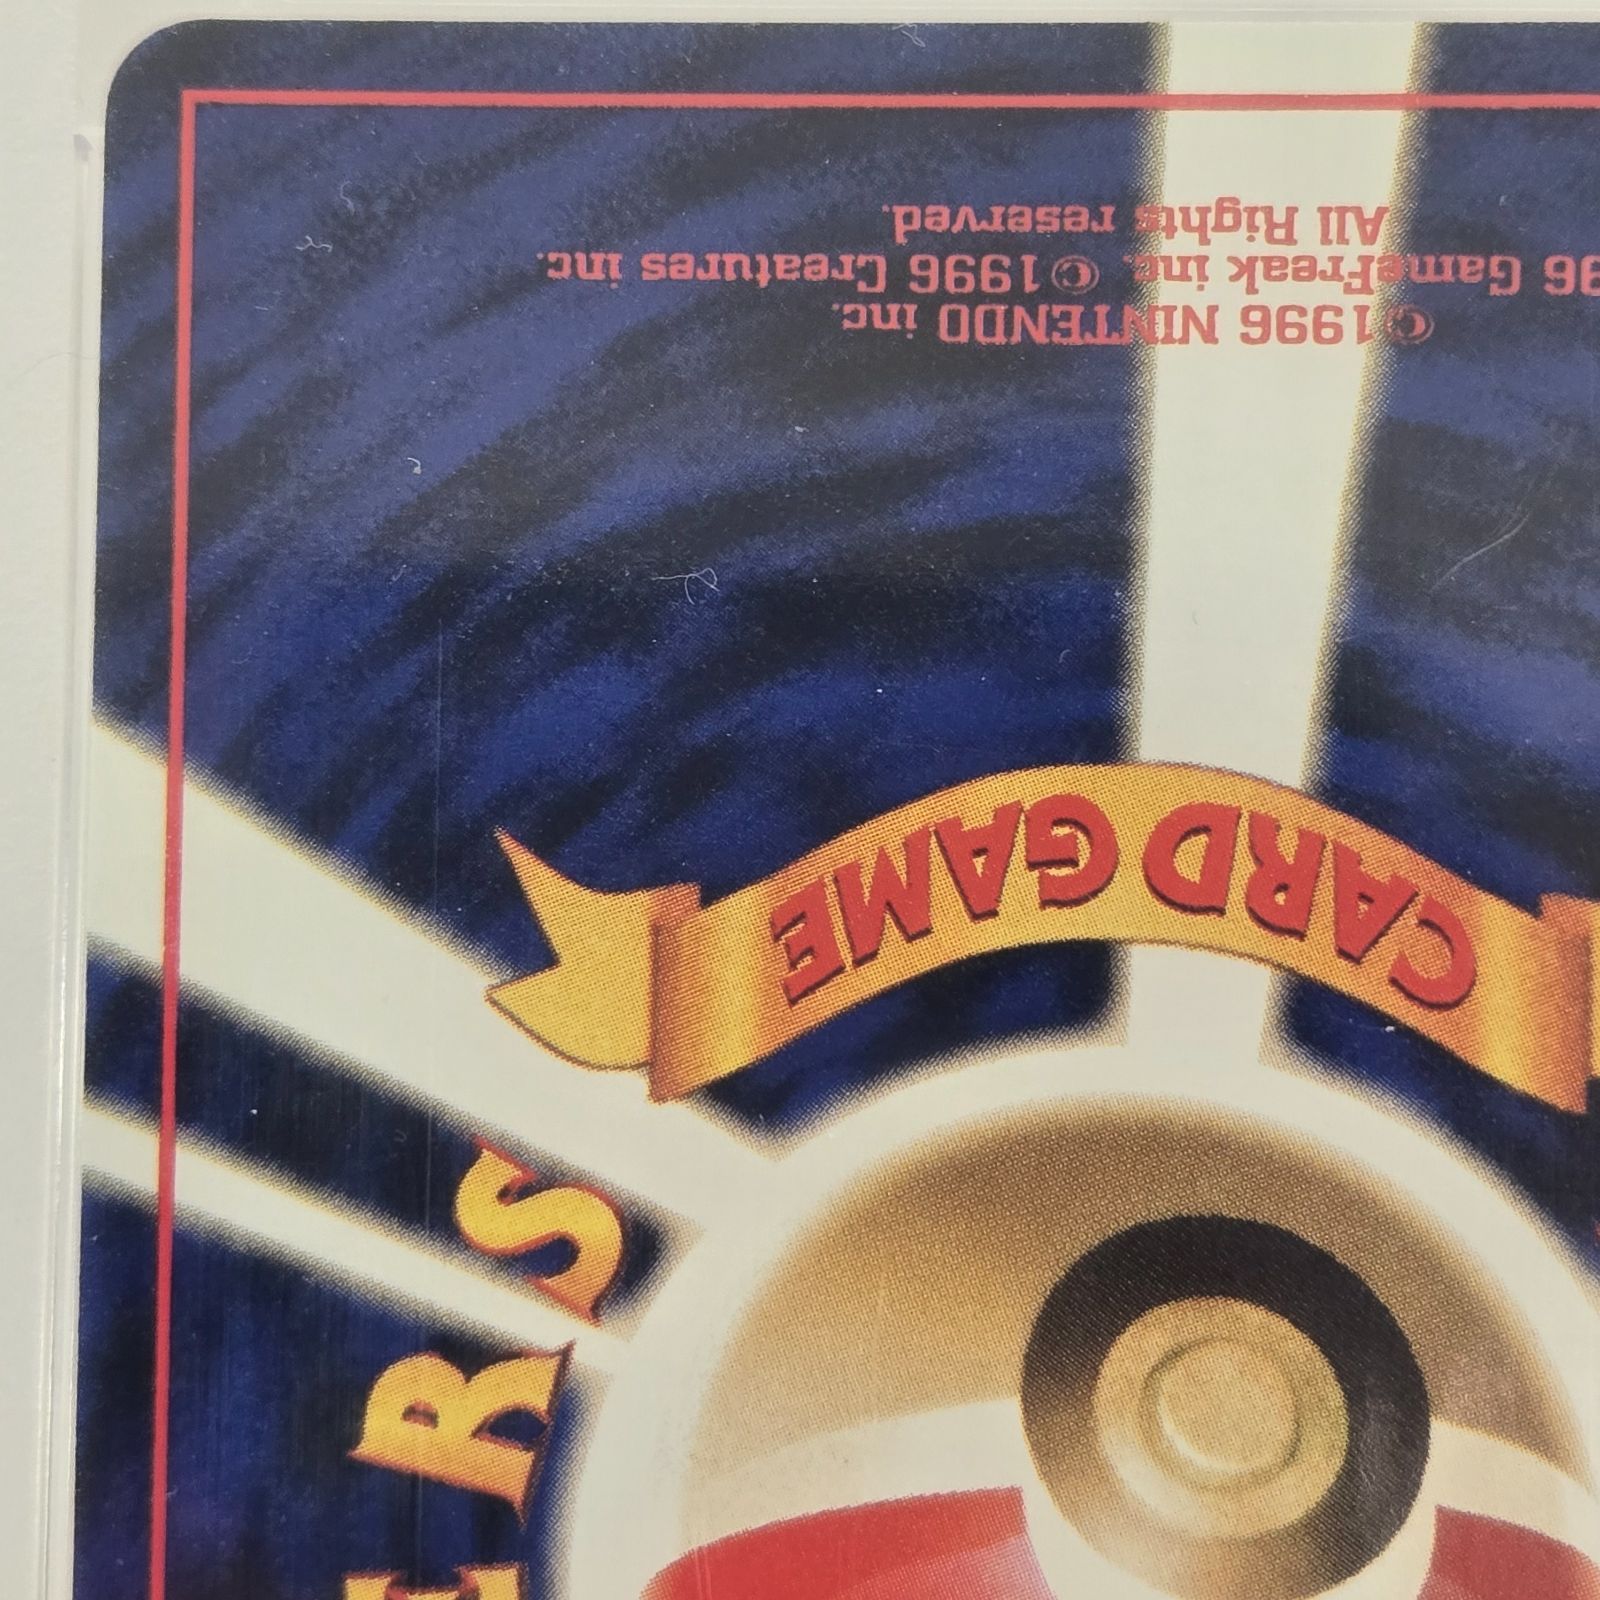 ERS
CARD GAME
©1996 NINTENDO inc.
96 GameFreak inc. ©1996 Creatures inc.
All Rights reserved.